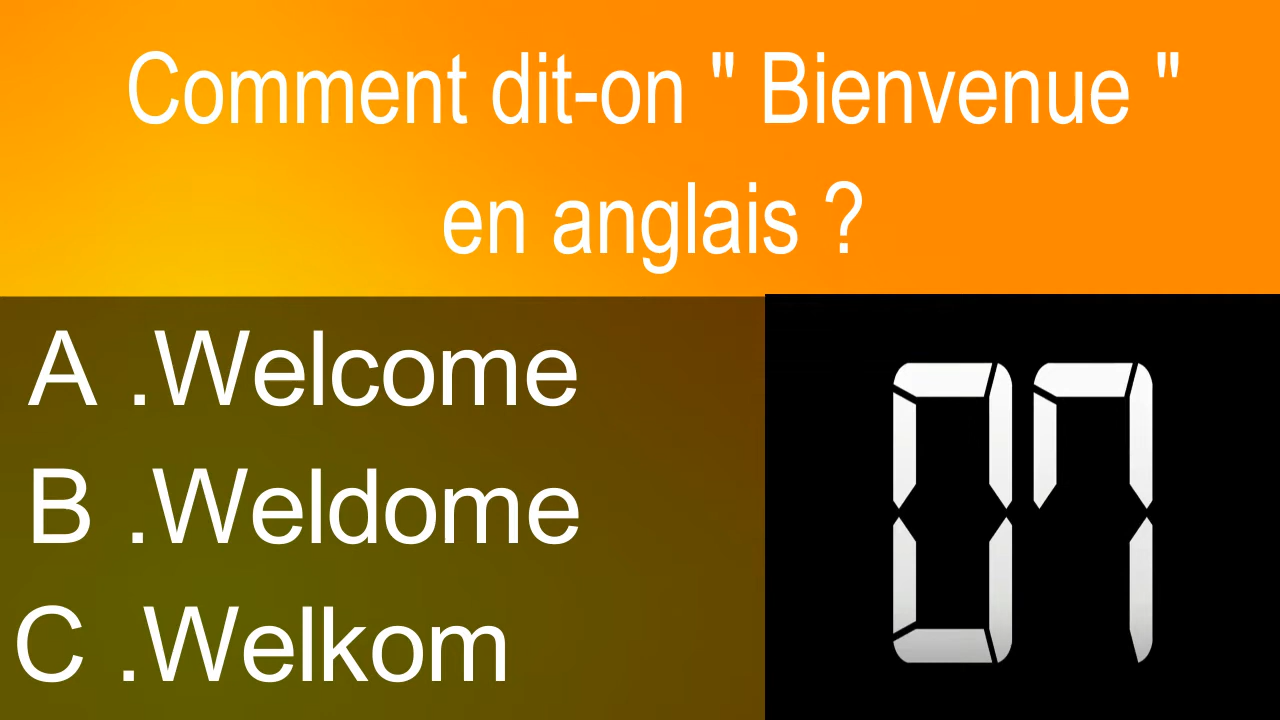 Comment dit-on " Bienvenue "
en anglais ?
A .Welcome
B .Weldome
C .Welkom
07